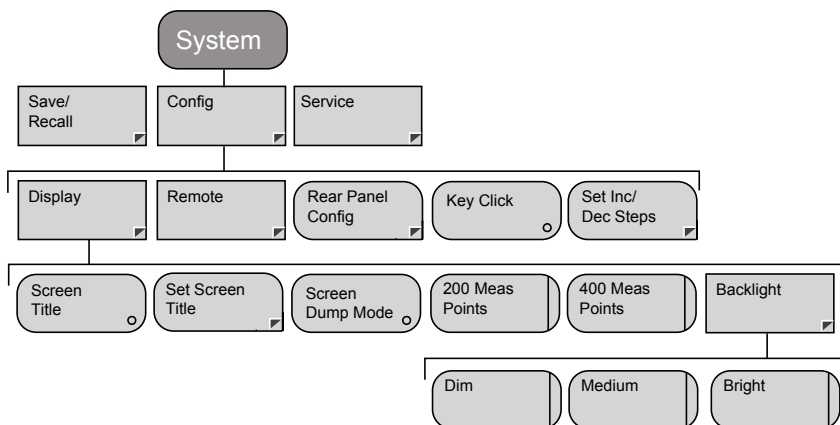 System
Save/
Recall
Config
Service
Display
Remote
Rear Panel
Config
Key Click
Set Inc/
Dec Steps
Screen
Title
Set Screen
Title
Screen
Dump Mode
200 Meas
Points
400 Meas
Points
Backlight
Dim
Medium
Bright